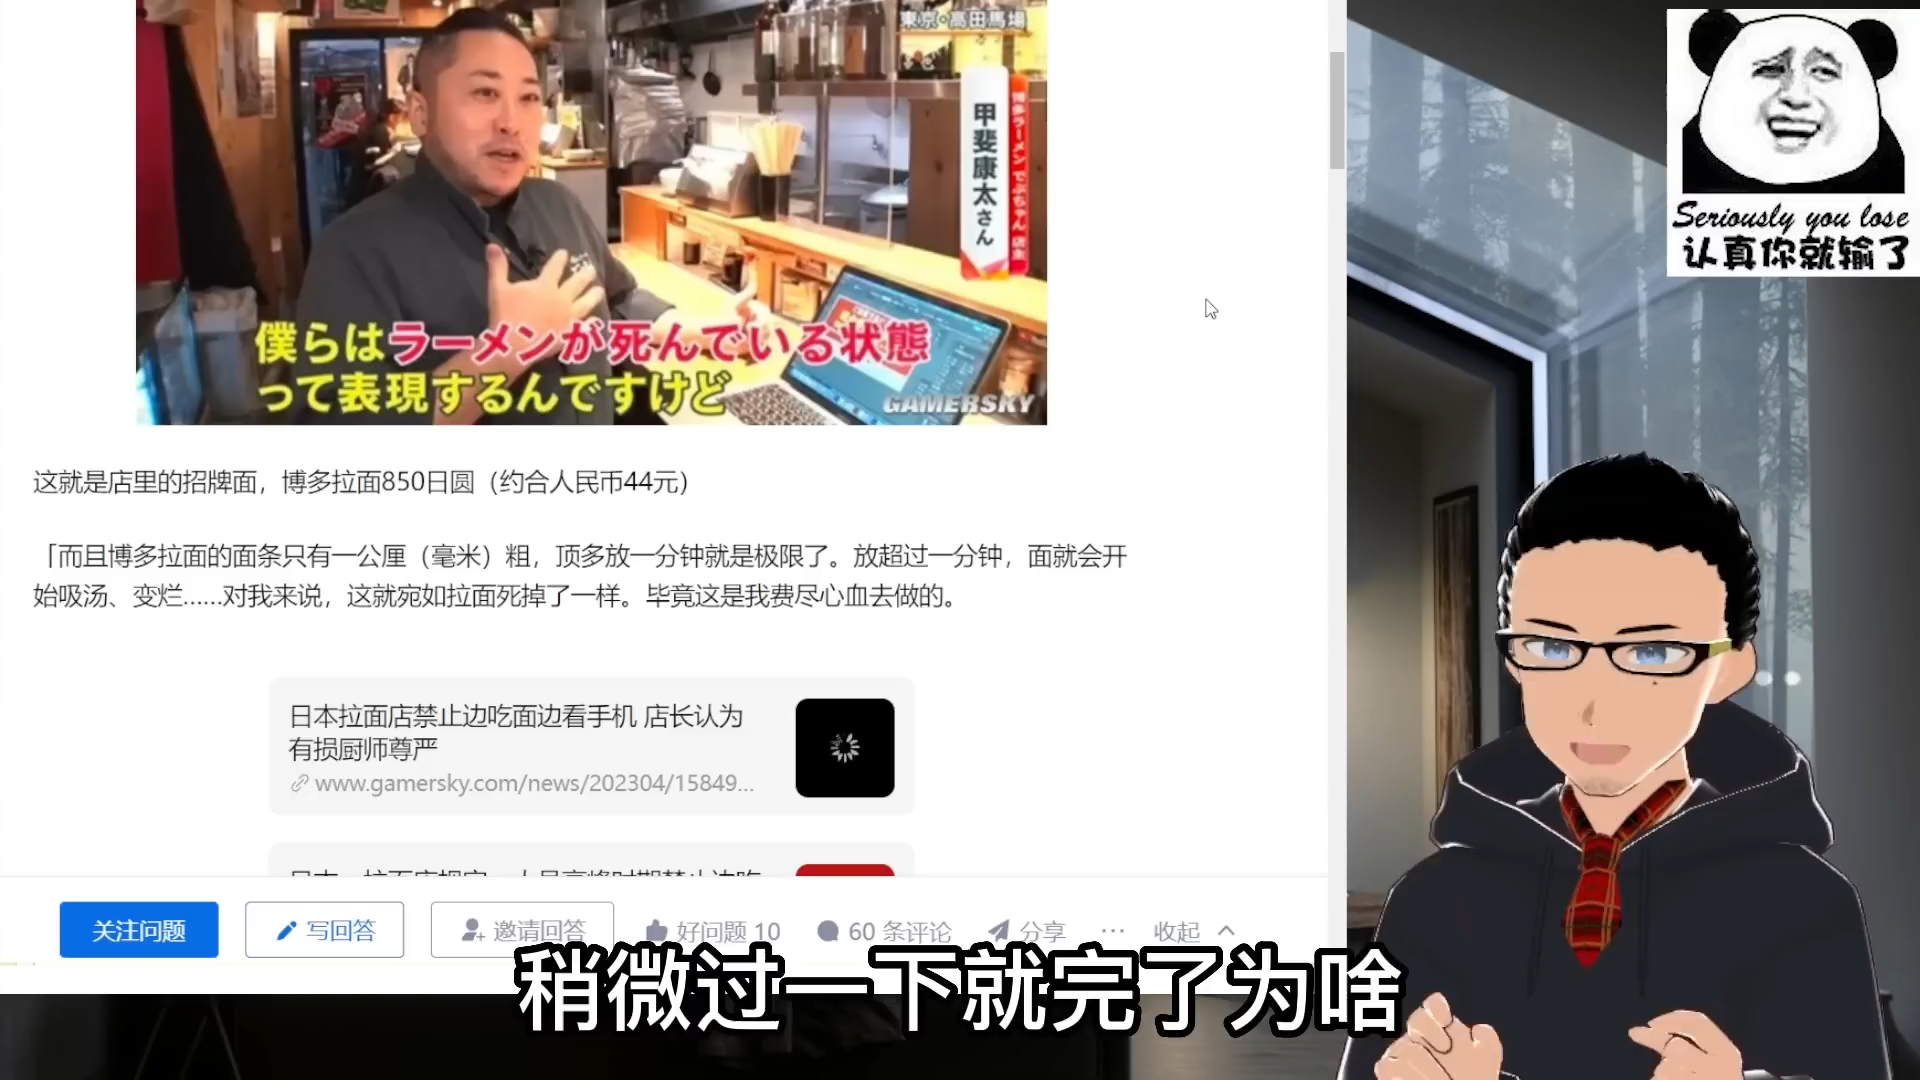 東京・高田馬場
博多ラーメン でぶちゃん 店主
甲斐康太さん
僕らはラーメンが死んでいる状態
って表現するんですけど
GAMERSKY
Seriously you lose
认真你就输了
这就是店里的招牌面，博多拉面850日圆（约合人民币44元）
「而且博多拉面的面条只有一公厘（毫米）粗，顶多放一分钟就是极限了。放超过一分钟，面就会开
始吸汤、变烂......对我来说，这就宛如拉面死掉了一样。毕竟这是我费尽心血去做的。
日本拉面店禁止边吃面边看手机 店长认为
有损厨师尊严
www.gamersky.com/news/202304/15849...
关注问题
写回答
邀请回答
好问题 10
60 条评论
分享
...
收起
稍微过一下就完了为啥